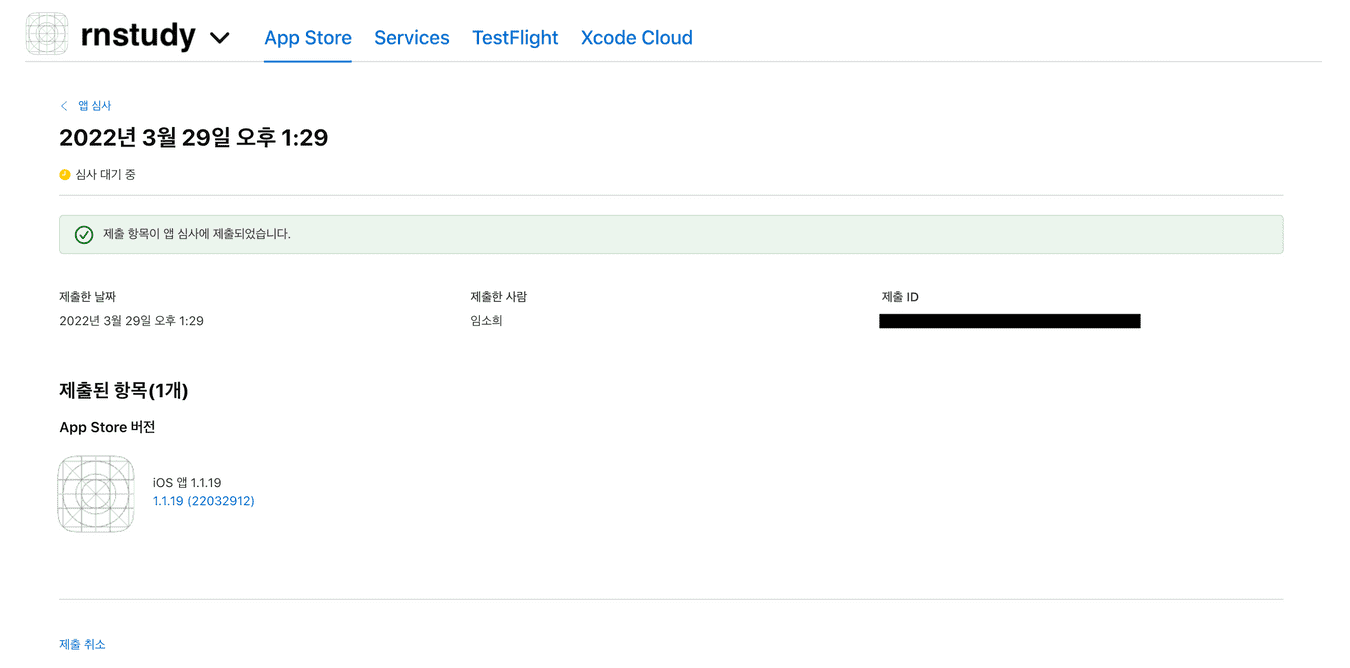 rnstudy App Store Services TestFlight Xcode Cloud
앱 심사
2022년 3월 29일 오후 1:29
심사 대기 중
제출 항목이 앱 심사에 제출되었습니다.
제출한 날짜 제출한 사람 제출 ID
2022년 3월 29일 오후 1:29 임소희
제출된 항목(1개)
App Store 버전
iOS 앱 1.1.19
1.1.19 (22032912)
제출 취소